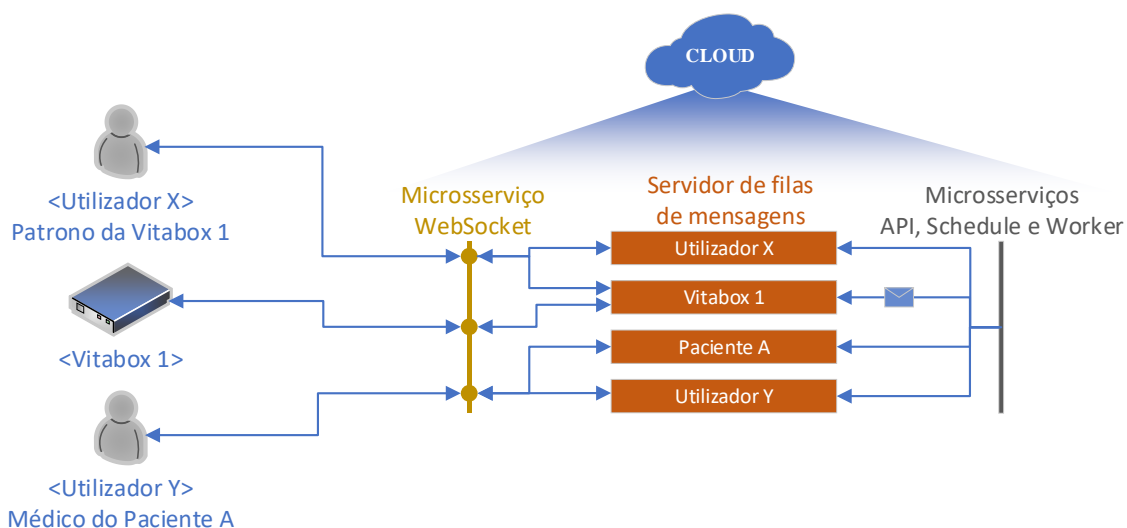 CLOUD
<Utilizador X>
Patrono da Vitabox 1
<Vitabox 1>
<Utilizador Y>
Médico do Paciente A
Microsserviço
WebSocket
Servidor de filas
de mensagens
Utilizador X
Vitabox 1
Paciente A
Utilizador Y
Microsserviços
API, Schedule e Worker